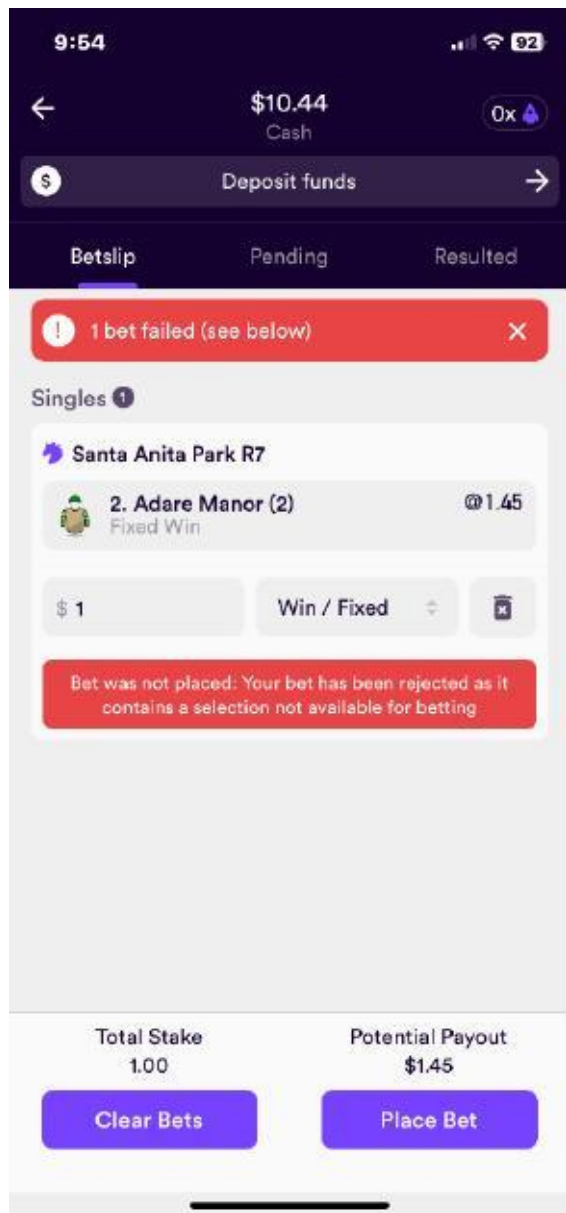 9:54
92
$10.44
Cash
0x
$
Deposit funds
Betslip
Pending
Resulted
! 1 bet failed (see below)
Singles 1
Santa Anita Park R7
2. Adare Manor (2)
@1.45
Fixed Win
$ 1
Win / Fixed
Bet was not placed: Your bet has been rejected as it
contains a selection not available for betting
Total Stake
Potential Payout
1.00
$1.45
Clear Bets
Place Bet